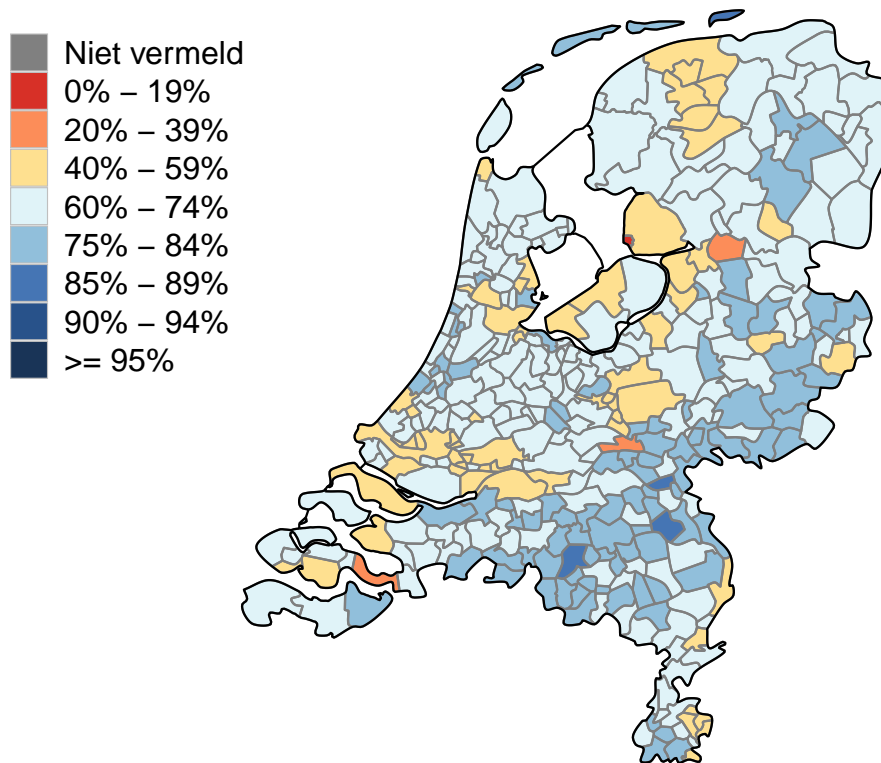 Niet vermeld
0% – 19%
20% – 39%
40% – 59%
60% – 74%
75% – 84%
85% – 89%
90% – 94%
>= 95%